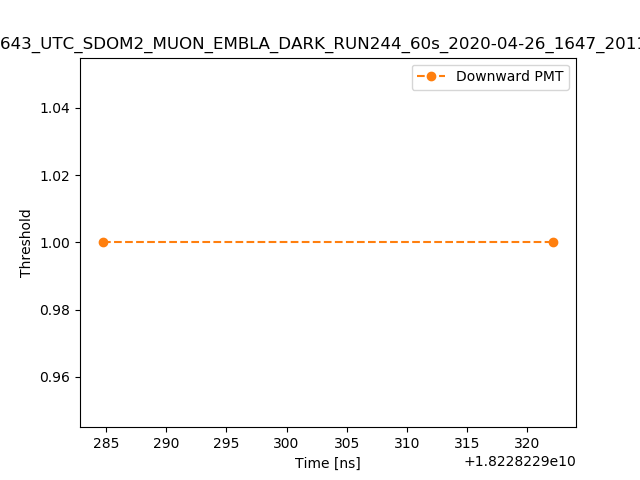 643_UTC_SDOM2_MUON_EMBLA_DARK_RUN244_60s_2020-04-26_1647_2011
Downward PMT
1.04
1.02
1.00
0.98
0.96
Threshold
285 290 295 300 305 310 315 320
Time [ns]
+1.8228229e10